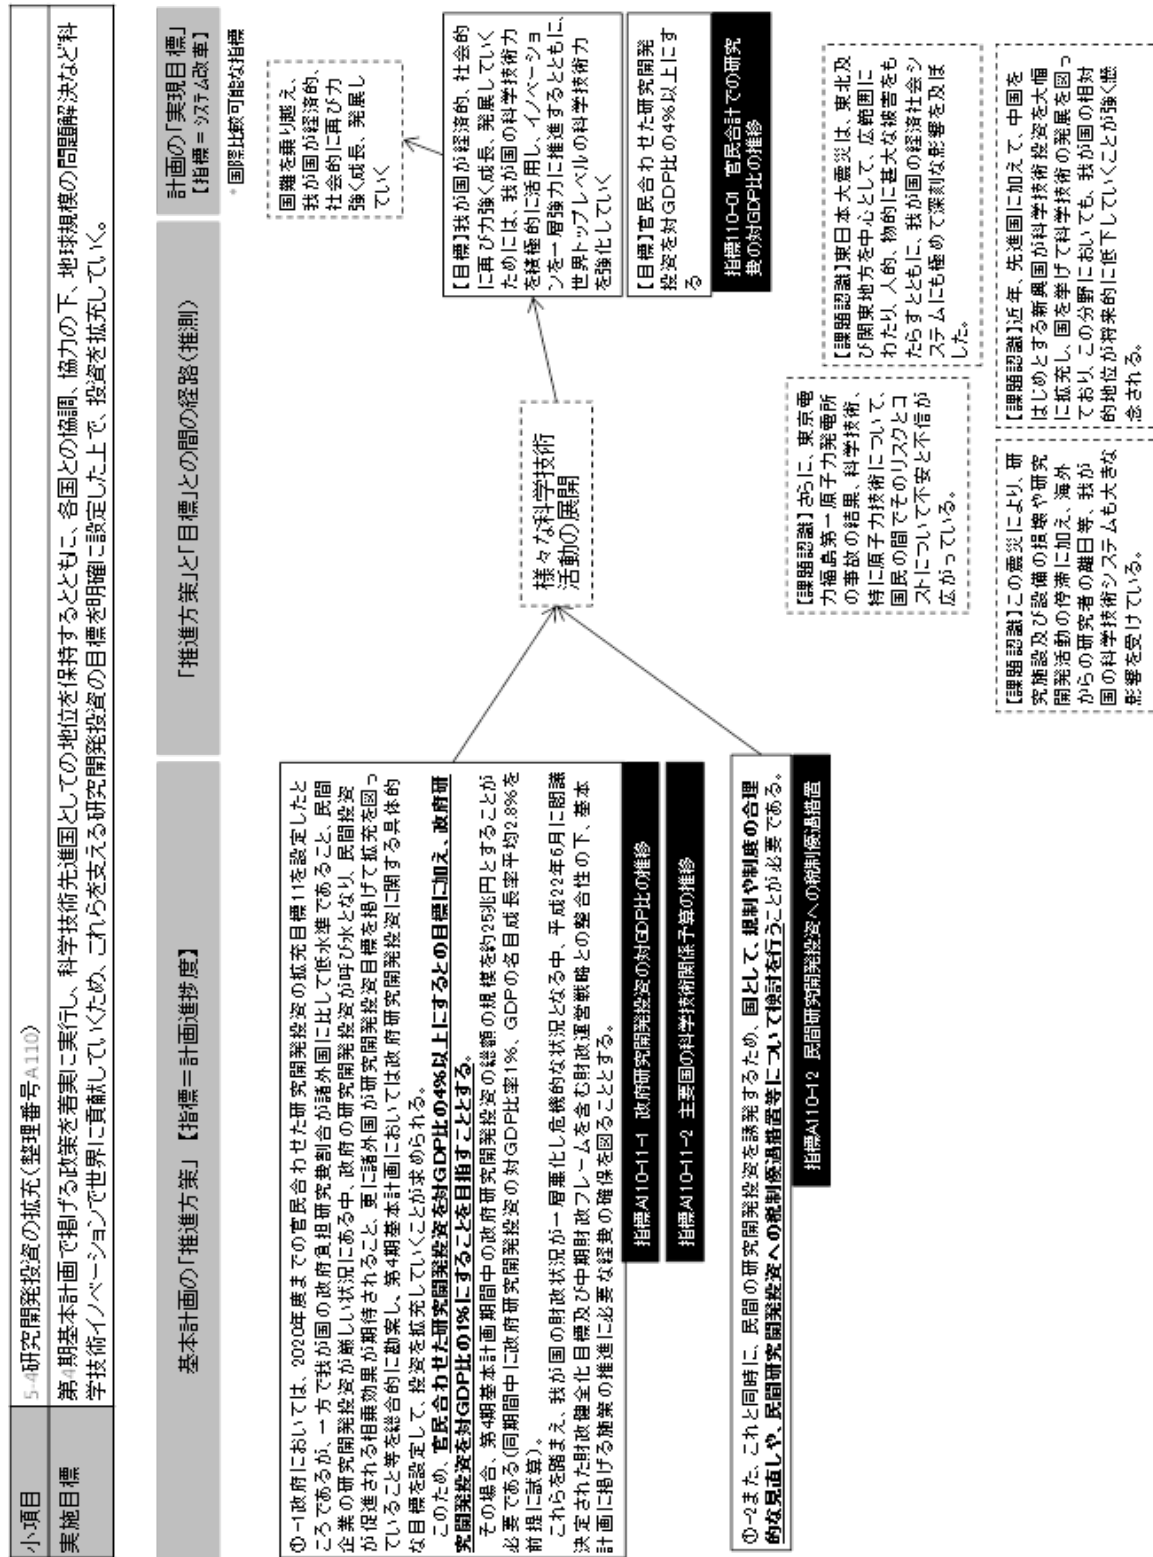 小項目
5-4研究開発投資の拡充(整理番号A110)
実施目標
第4期基本計画で掲げる政策を着実に実行し、科学技術先進国としての地位を保持するとともに、各国との協調、協力の下、地球規模の問題解決など科
学技術イノベーションで世界に貢献していくため、これらを支える研究開発投資の目標を明確に設定した上で、投資を拡充していく。
基本計画の「推進方策」【指標=計画進捗度】
「推進方策」と「目標」との間の経路(推測)
計画の「実現目標」
【指標=システム改革】
*国際比較可能な指標
①-1政府においては、2020年度までの官民合わせた研究開発投資の拡充目標11を設定したと
ころであるが、一方で我が国の政府負担研究費割合が諸外国に比して低水準であること、民間
企業の研究開発投資が厳しい状況にある中、政府の研究開発投資が呼び水となり、民間投資
が促進される相乗効果が期待されること、更に諸外国が研究開発投資目標を掲げて拡充を図っ
ていること等を総合的に勘案し、第4期基本計画においては政府研究開発投資に関する具体的
な目標を設定して、投資を拡充していくことが求められる。
このため、官民合わせた研究開発投資を対GDP比の4%以上にするとの目標に加え、政府研
究開発投資を対GDP比の1%にすることを目指すこととする。
その場合、第4期基本計画期間中の政府研究開発投資の総額の規模を約25兆円とすることが
必要である(同期間中に政府研究開発投資の対GDP比率1%、GDPの名目成長率平均2.8%を
前提に試算)。
これらを踏まえ、我が国の財政状況が一層悪化し危機的な状況となる中、平成22年6月に閣議
決定された財政健全化目標及び中期財政フレームを含む財政運営戦略との整合性の下、基本
計画に掲げる施策の推進に必要な経費の確保を図ることとする。
指標A110-11-1 政府研究開発投資の対GDP比の推移
指標A110-11-2 主要国の科学技術関係予算の推移
①-2また、これと同時に、民間の研究開発投資を誘発するため、国として、規制や制度の合理
的な見直しや、民間研究開発投資への税制優遇措置等について検討を行うことが必要である。
指標A110-12 民間研究開発投資への税制優遇措置
様々な科学技術
活動の展開
国難を乗り越え、
我が国が経済的、
社会的に再び力
強く成長、発展し
ていく
【目標】我が国が経済的、社会的
に再び力強く成長、発展していく
ためには、我が国の科学技術力
を積極的に活用し、イノベーショ
ンを一層強力に推進するとともに、
世界トップレベルの科学技術力
を強化していく
【目標】官民合わせた研究開発
投資を対GDP比の4%以上にす
る
指標110-01 官民合計での研究
費の対GDP比の推移
【課題認識】さらに、東京電
力福島第一原子力発電所
の事故の結果、科学技術、
特に原子力技術について、
国民の間でそのリスクとコ
ストについて不安と不信が
広がっている。
【課題認識】東日本大震災は、東北及
び関東地方を中心として、広範囲に
わたり、人的、物的に甚大な被害をも
たらすとともに、我が国の経済社会シ
ステムにも極めて深刻な影響を及ぼ
した。
【課題認識】この震災により、研
究施設及び設備の損壊や研究
開発活動の停滞に加え、海外
からの研究者の離日等、我が
国の科学技術システムも大きな
影響を受けている。
【課題認識】近年、先進国に加えて、中国を
はじめとする新興国が科学技術投資を大幅
に拡充し、国を挙げて科学技術の発展を図っ
ており、この分野においても、我が国の相対
的地位が将来的に低下していくことが強く懸
念される。